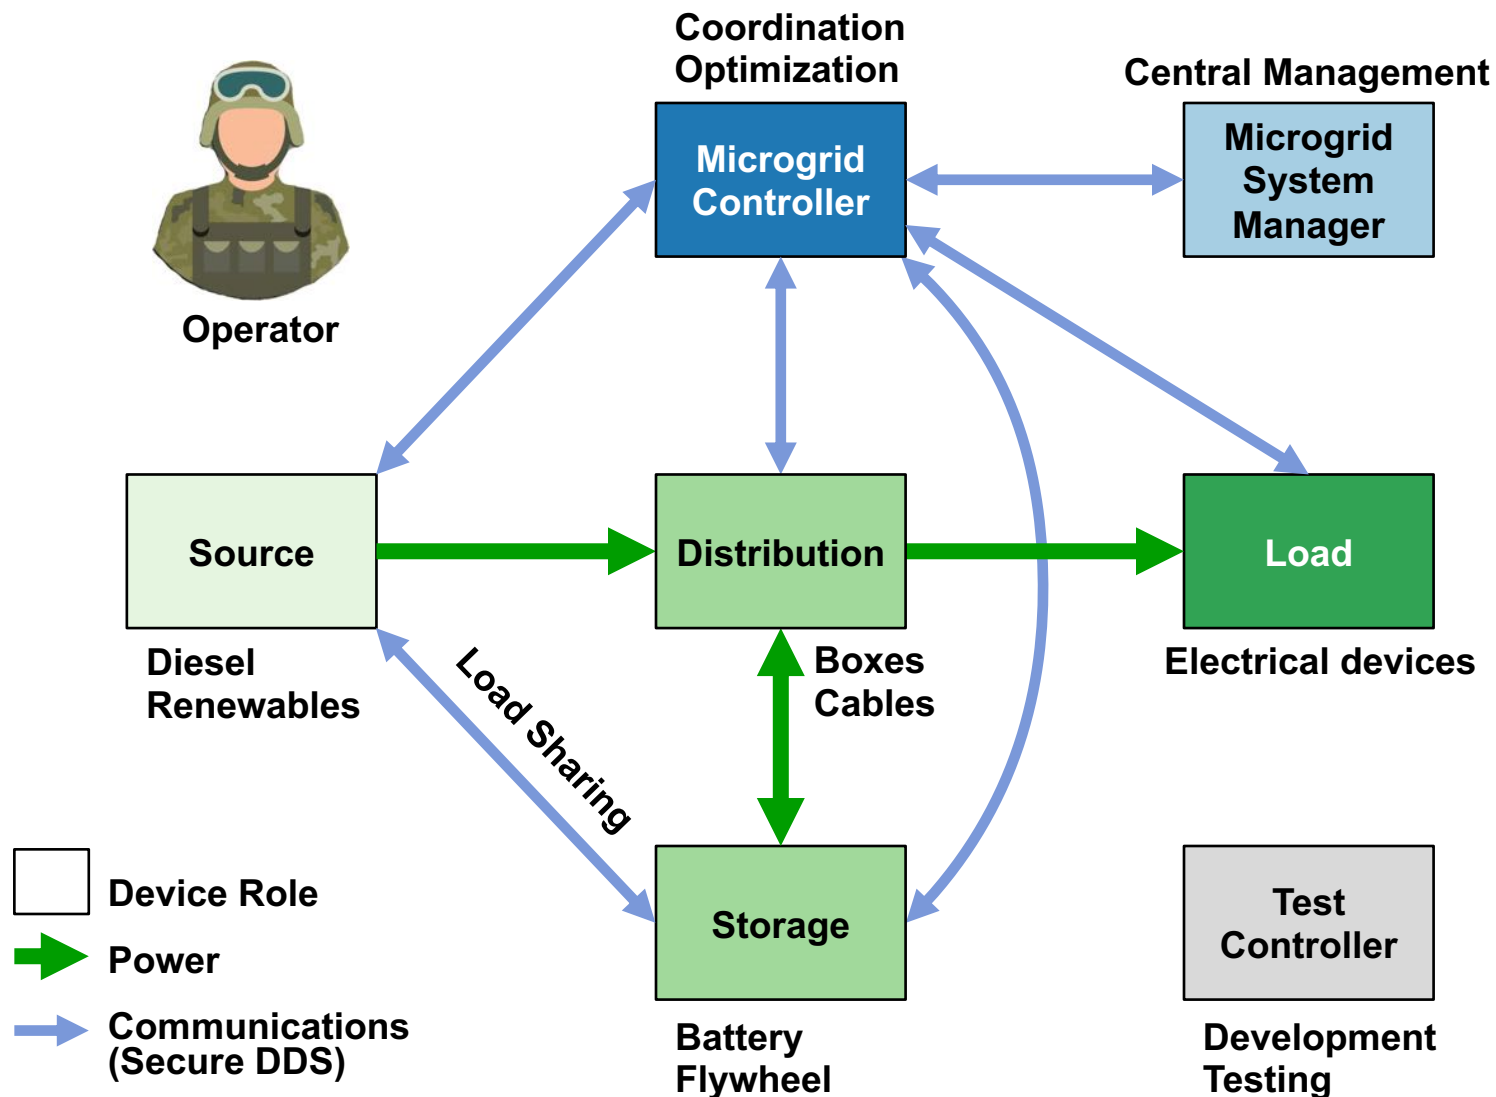 Coordination
Optimization
Central Management
Microgrid
Controller
Microgrid
System
Manager
Operator
Source
Distribution
Load
Diesel
Renewables
Load Sharing
Boxes
Cables
Electrical devices
Device Role
Power
Communications
(Secure DDS)
Storage
Test
Controller
Battery
Flywheel
Development
Testing